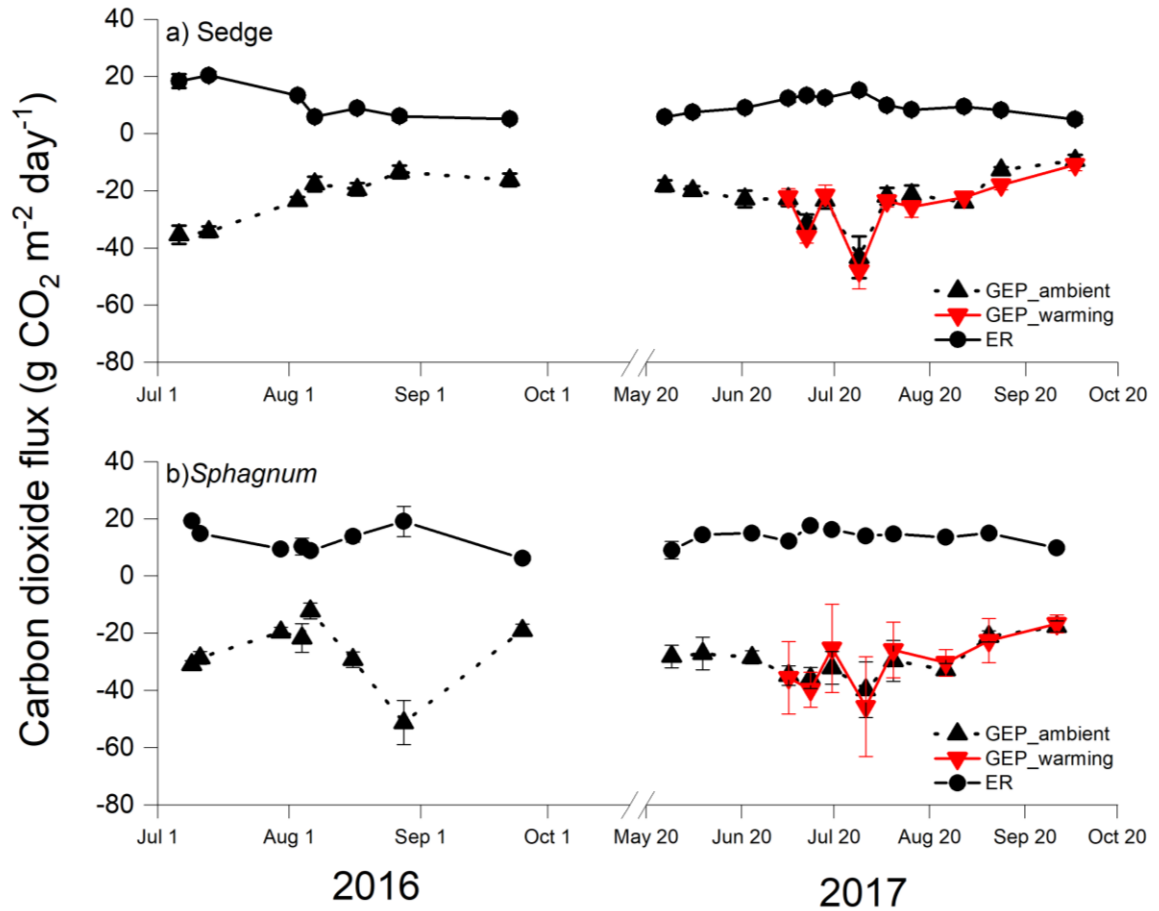 Carbon dioxide flux (g CO₂ m⁻² day⁻¹)
a) Sedge
40
20
0
-20
-40
-60
-80
GEP_ambient
GEP_warming
ER
Jul 1 Aug 1 Sep 1 Oct 1 May 20 Jun 20 Jul 20 Aug 20 Sep 20 Oct 20
b)Sphagnum
40
20
0
-20
-40
-60
-80
GEP_ambient
GEP_warming
ER
Jul 1 Aug 1 Sep 1 Oct 1 May 20 Jun 20 Jul 20 Aug 20 Sep 20 Oct 20
2016 2017